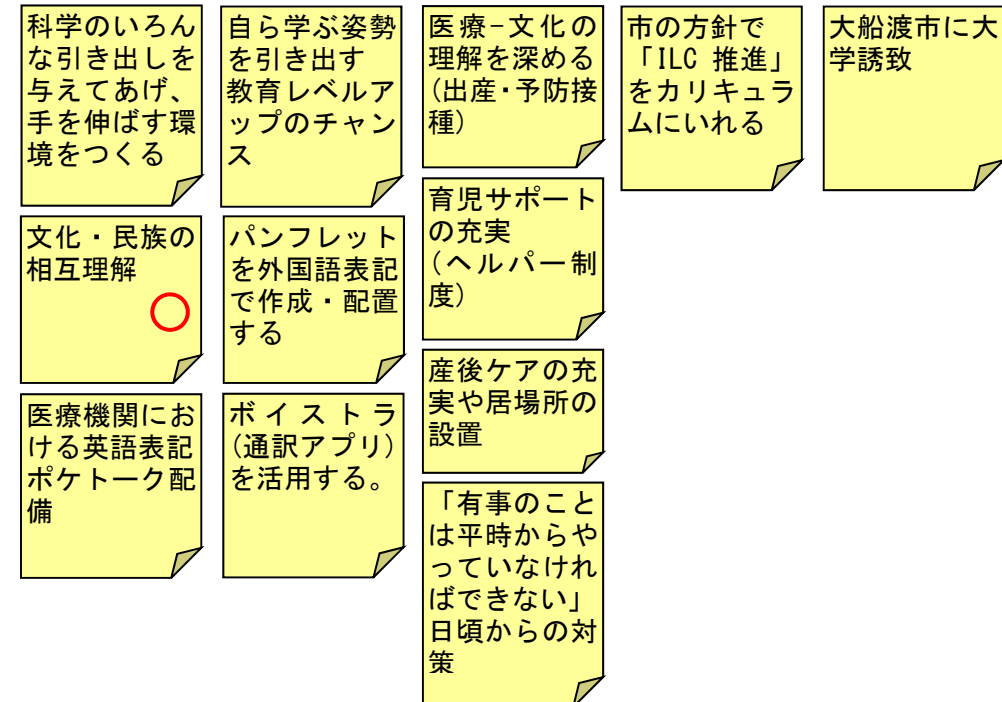 科学のいろん
な引き出しを
与えてあげ、
手を伸ばす環
境をつくる
自ら学ぶ姿勢
を引き出す
教育レベルア
ップのチャン
ス
医療-文化の
理解を深める
(出産・予防接
種)
市の方針で
「ILC 推進」
をカリキュラ
ムにいれる
大船渡市に大
学誘致
文化・民族の
相互理解
パンフレット
を外国語表記
で作成・配置
する
育児サポート
の充実
(ヘルパー制
度)
産後ケアの充
実や居場所の
設置
医療機関にお
ける英語表記
ポケトーク配
備
ボイストラ
(通訳アプリ)
を活用する。
「有事のこと
は平時からや
っていなけれ
ばできない」
日頃からの対
策